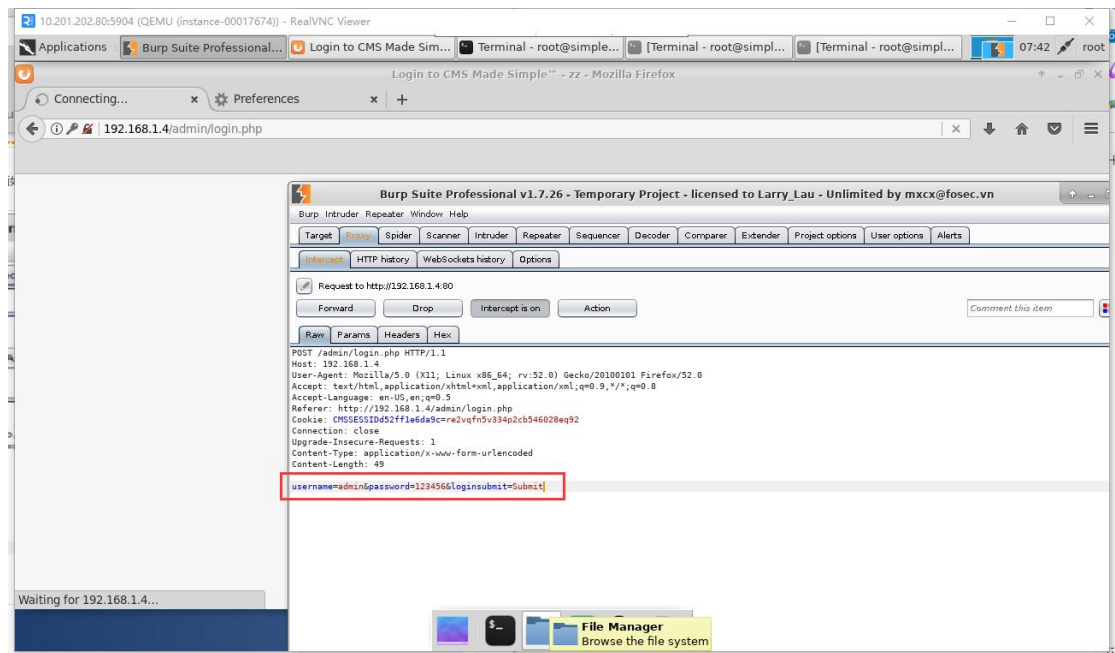 10.201.202.80:5904 (QEMU (instance-00017674)) - RealVNC Viewer
Applications Burp Suite Professional... Login to CMS Made Sim... Terminal - root@simple... [Terminal - root@simpl... [Terminal - root@simpl... 07:42 root
Login to CMS Made Simple™ - zz - Mozilla Firefox
Connecting... Preferences
192.168.1.4/admin/login.php
Burp Suite Professional v1.7.26 - Temporary Project - licensed to Larry_Lau - Unlimited by mxcx@fosec.vn
Burp Intruder Repeater Window Help
Target Proxy Spider Scanner Intruder Repeater Sequencer Decoder Comparer Extender Project options User options Alerts
Intercept HTTP history WebSockets history Options
Request to http://192.168.1.4:80
Forward Drop Intercept is on Action Comment this item
Raw Params Headers Hex
POST /admin/login.php HTTP/1.1
Host: 192.168.1.4
User-Agent: Mozilla/5.0 (X11; Linux x86_64; rv:52.0) Gecko/20100101 Firefox/52.0
Accept: text/html,application/xhtml+xml,application/xml;q=0.9,*/*;q=0.8
Accept-Language: en-US,en;q=0.5
Referer: http://192.168.1.4/admin/login.php
Cookie: CMSSESSIDd52ff1e6da9c=re2vqfn5v334p2cb546028eq92
Connection: close
Upgrade-Insecure-Requests: 1
Content-Type: application/x-www-form-urlencoded
Content-Length: 49
username=admin&password=123456&loginsubmit=Submit
Waiting for 192.168.1.4...
File Manager
Browse the file system